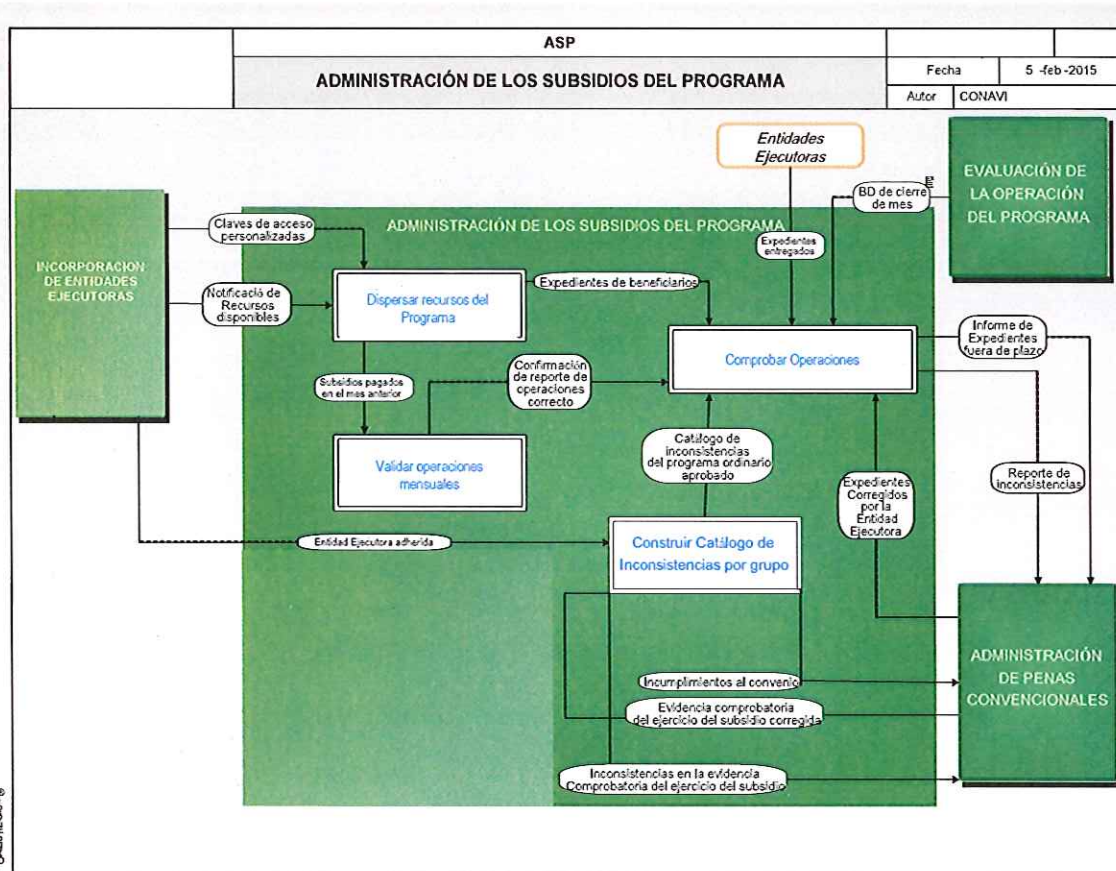 ASP
ADMINISTRACIÓN DE LOS SUBSIDIOS DEL PROGRAMA
Fecha
5 -feb -2015
Autor
CONAVI
Entidades
Ejecutoras
EVALUACIÓN DE
LA OPERACIÓN
DEL PROGRAMA
BD de cierre
de mes
INCORPORACION
DE ENTIDADES
EJECUTORAS
Claves de acceso
personalizadas
ADMINISTRACIÓN DE LOS SUBSIDIOS DEL PROGRAMA
Expedientes
entregados
Notificació de
Recursos
disponibles
Dispersar recursos del
Programa
Expedientes de beneficiarios
Comprobar Operaciones
Informe de
Expedientes
fuera de plazo
Subsidios pagados
en el mes anterior
Confirmación
de reporte de
operaciones
correcto
Validar operaciones
mensuales
Catálogo de
inconsistencias
del programa ordinario
aprobado
Expedientes
Corregidos
por la
Entidad
Ejecutora
Reporte de
inconsistencias
Entidad Ejecutora adherida
Construir Catálogo de
Inconsistencias por grupo
ADMINISTRACIÓN
DE PENAS
CONVENCIONALES
Incumplimientos al convenio
Evidencia comprobatoria
del ejercicio del subsidio corregida
Inconsistencias en la evidencia
Comprobatoria del ejercicio del subsidio